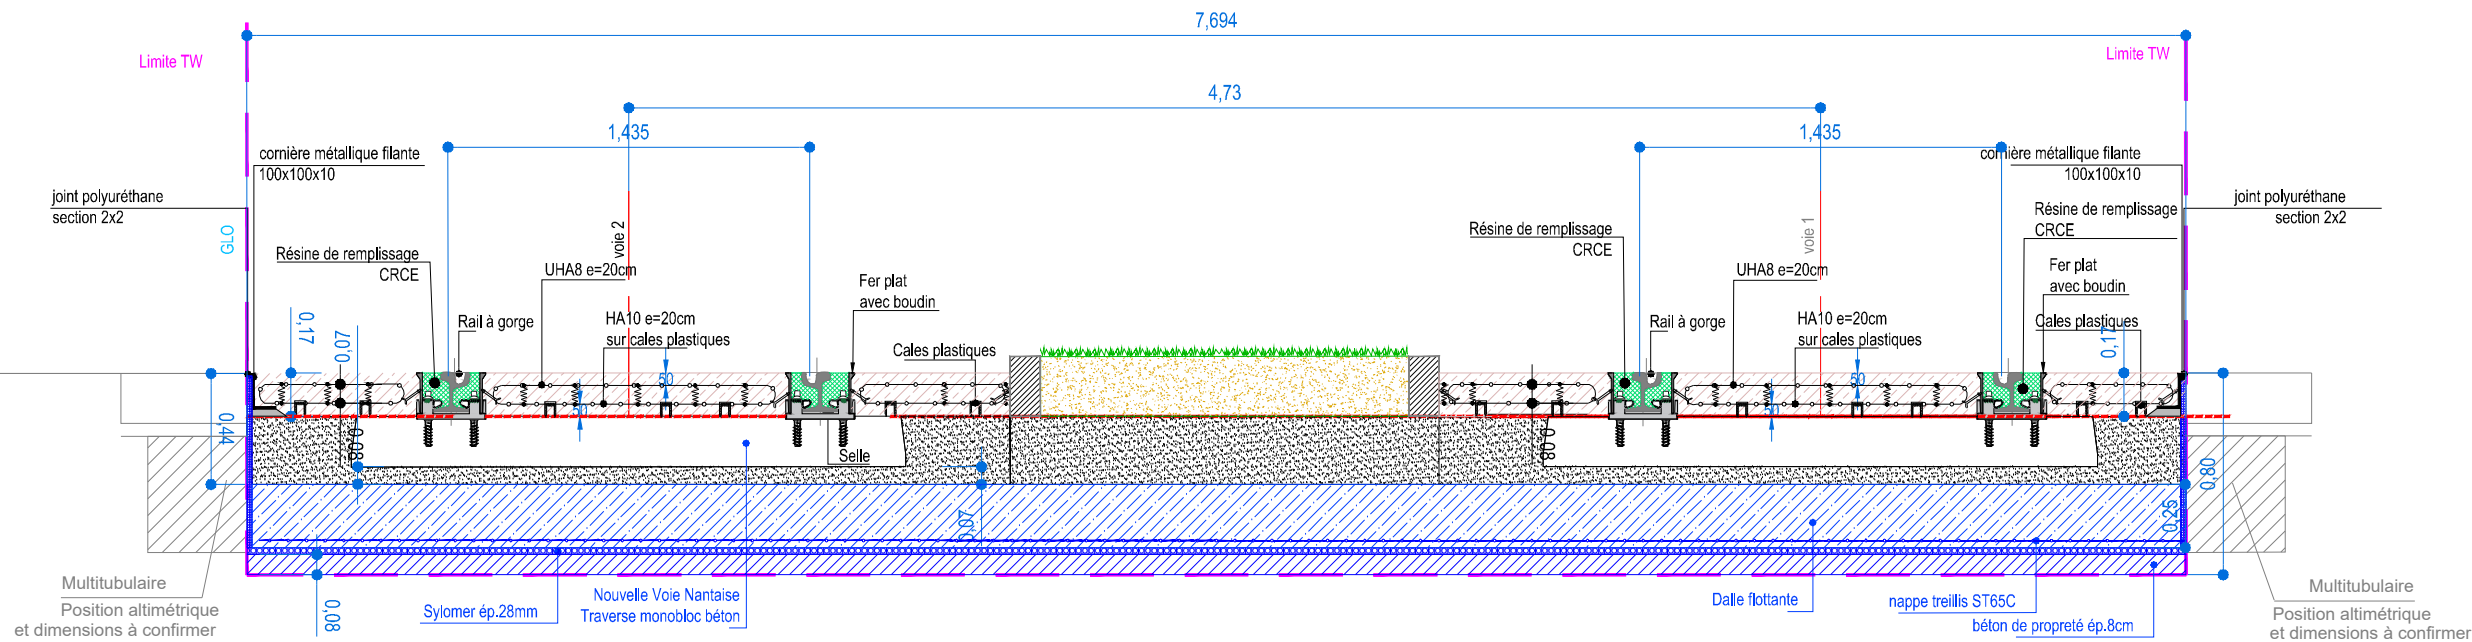 7,694
Limite TW
Limite TW
4,73
1,435
1,435
cornière métallique filante
100x100x10
cornière métallique filante
100x100x10
joint polyuréthane
section 2x2
joint polyuréthane
section 2x2
GLO
voie 2
voie 1
Résine de remplissage
CRCE
Résine de remplissage
CRCE
Résine de remplissage
CRCE
UHA8 e=20cm
UHA8 e=20cm
Fer plat
avec boudin
Fer plat
avec boudin
Rail à gorge
Rail à gorge
HA10 e=20cm
sur cales plastiques
HA10 e=20cm
sur cales plastiques
Cales plastiques
Cales plastiques
0,17
0,07
0,17
50
50
50
50
0,44
0,08
0,08
Selle
0,80
0,25
0,07
0,08
Multitubulaire
Position altimétrique
et dimensions à confirmer
Sylomer ép.28mm
Nouvelle Voie Nantaise
Traverse monobloc béton
Dalle flottante
nappe treillis ST65C
béton de propreté ép.8cm
Multitubulaire
Position altimétrique
et dimensions à confirmer